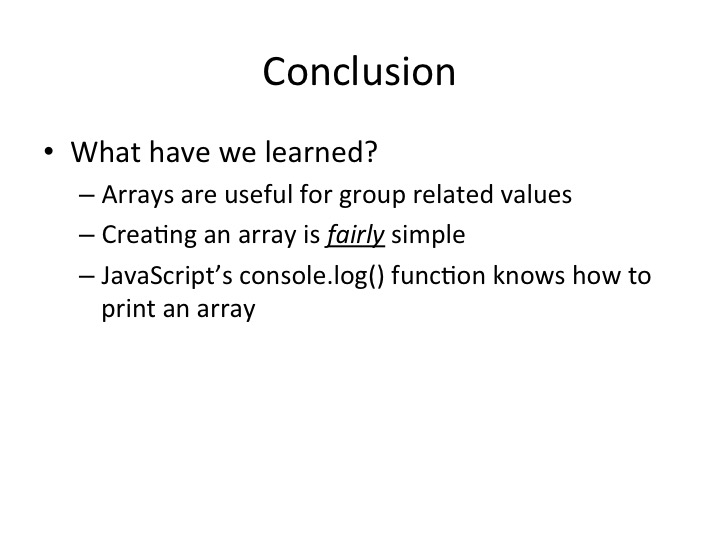 Conclusion
• What have we learned?
– Arrays are useful for group related values
– Creating an array is fairly simple
– JavaScript’s console.log() function knows how to
print an array